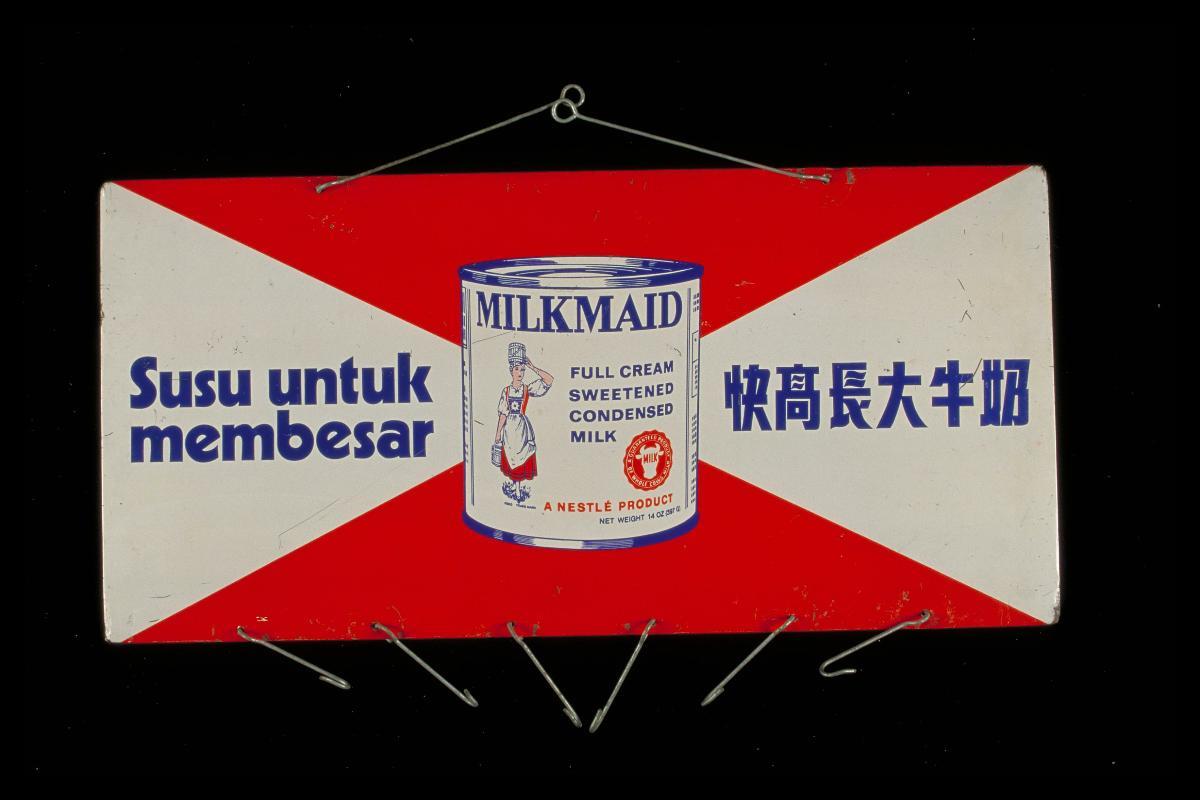 Susu untuk
membesar
MILKMAID
FULL CREAM
SWEETENED
CONDENSED
MILK
MILK
A NESTLÉ PRODUCT
NET WEIGHT 14 OZ (397 G)
快高長大牛奶